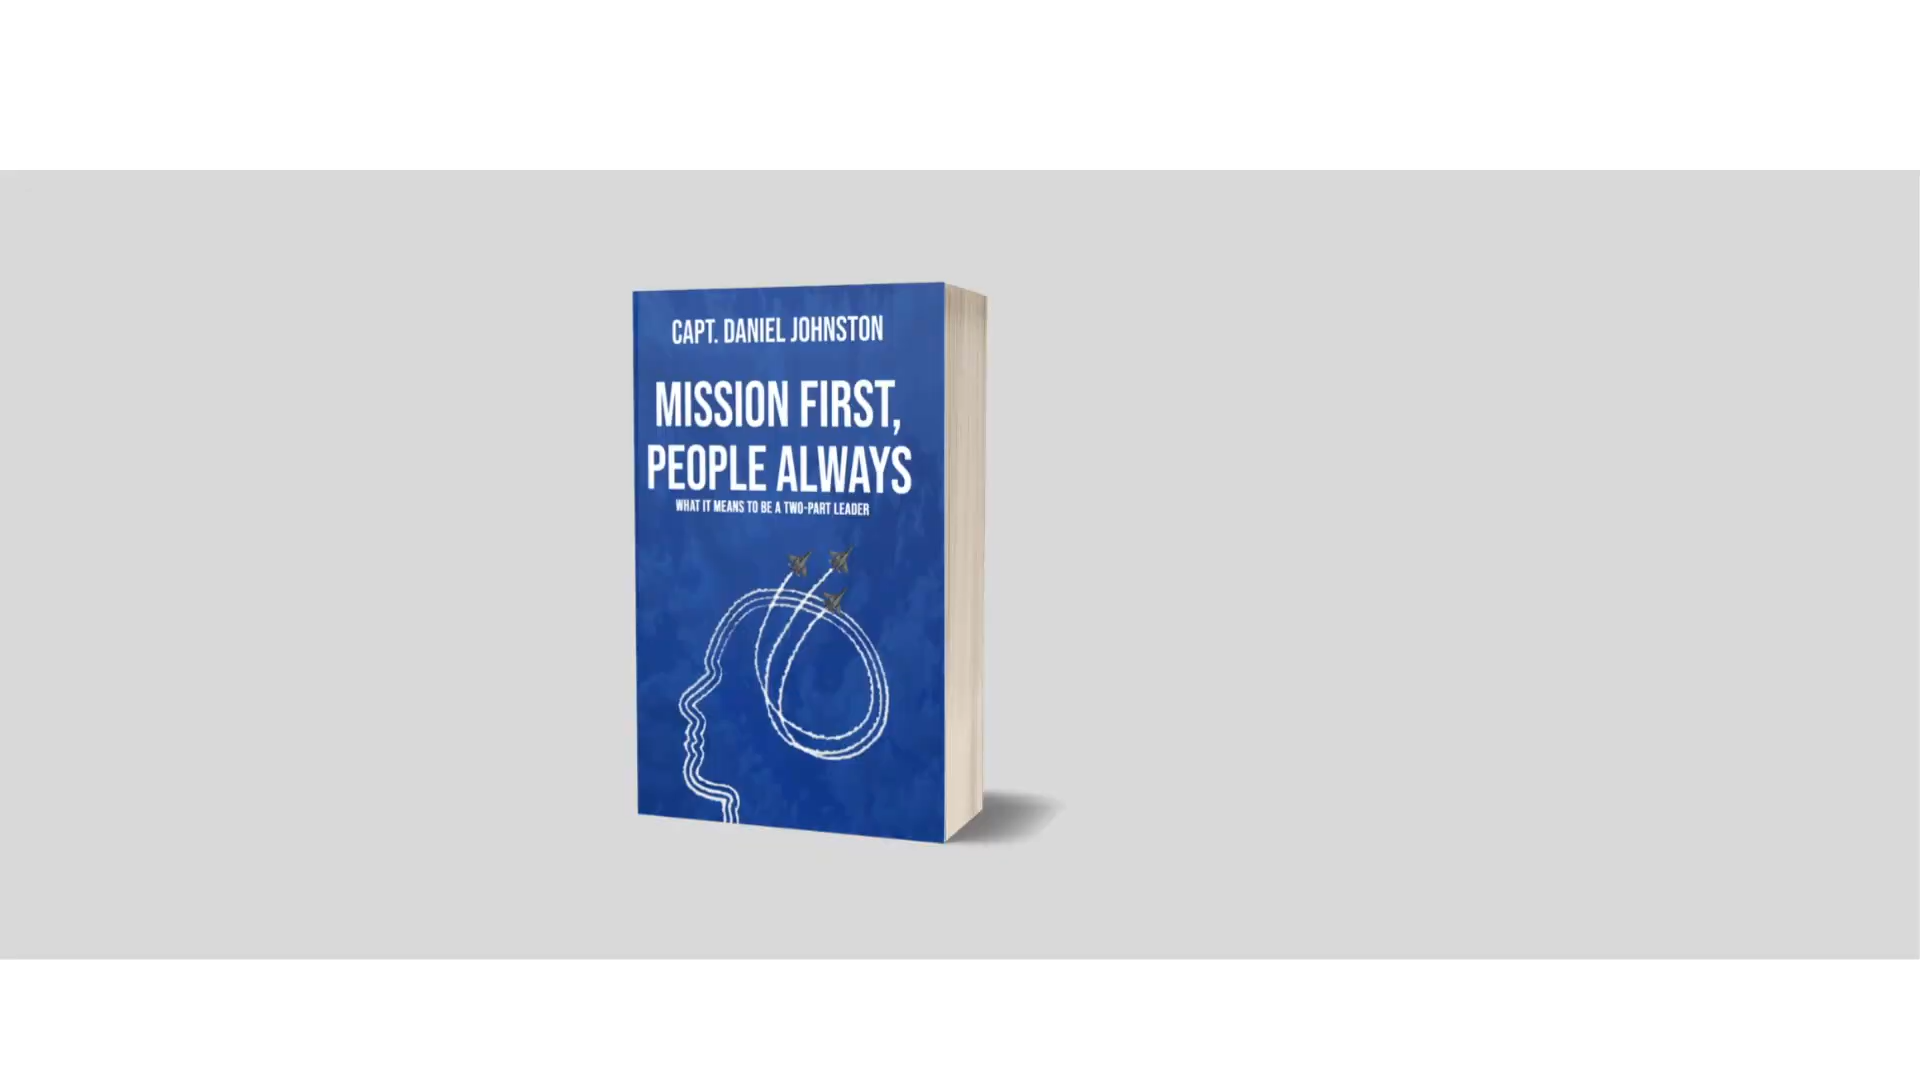 CAPT. DANIEL JOHNSTON
MISSION FIRST,
PEOPLE ALWAYS
WHAT IT MEANS TO BE A TWO-PART LEADER